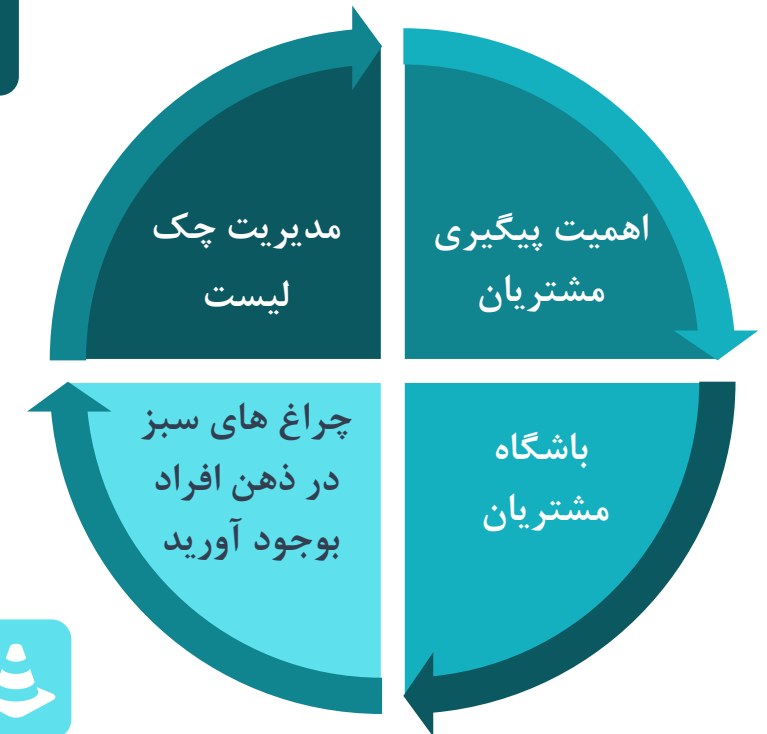 اهمیت پیگیری
مشتریان
باشگاه
مشتریان
چراغ های سبز
در ذهن افراد
بوجود آورید
مدیریت چک
لیست